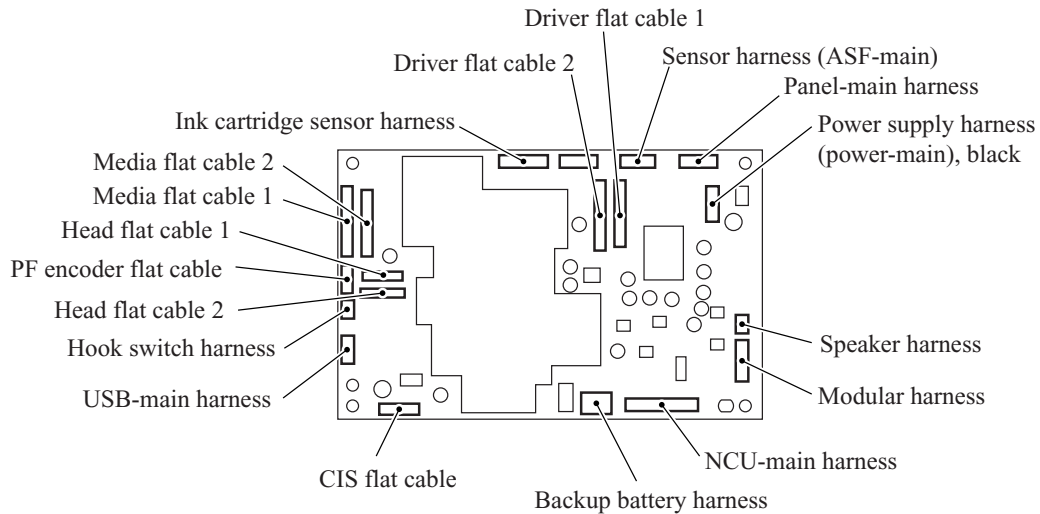 Driver flat cable 1
Driver flat cable 2
Sensor harness (ASF-main)
Panel-main harness
Ink cartridge sensor harness
Power supply harness
(power-main), black
Media flat cable 2
Media flat cable 1
Head flat cable 1
PF encoder flat cable
Head flat cable 2
Hook switch harness
USB-main harness
Speaker harness
Modular harness
NCU-main harness
CIS flat cable
Backup battery harness